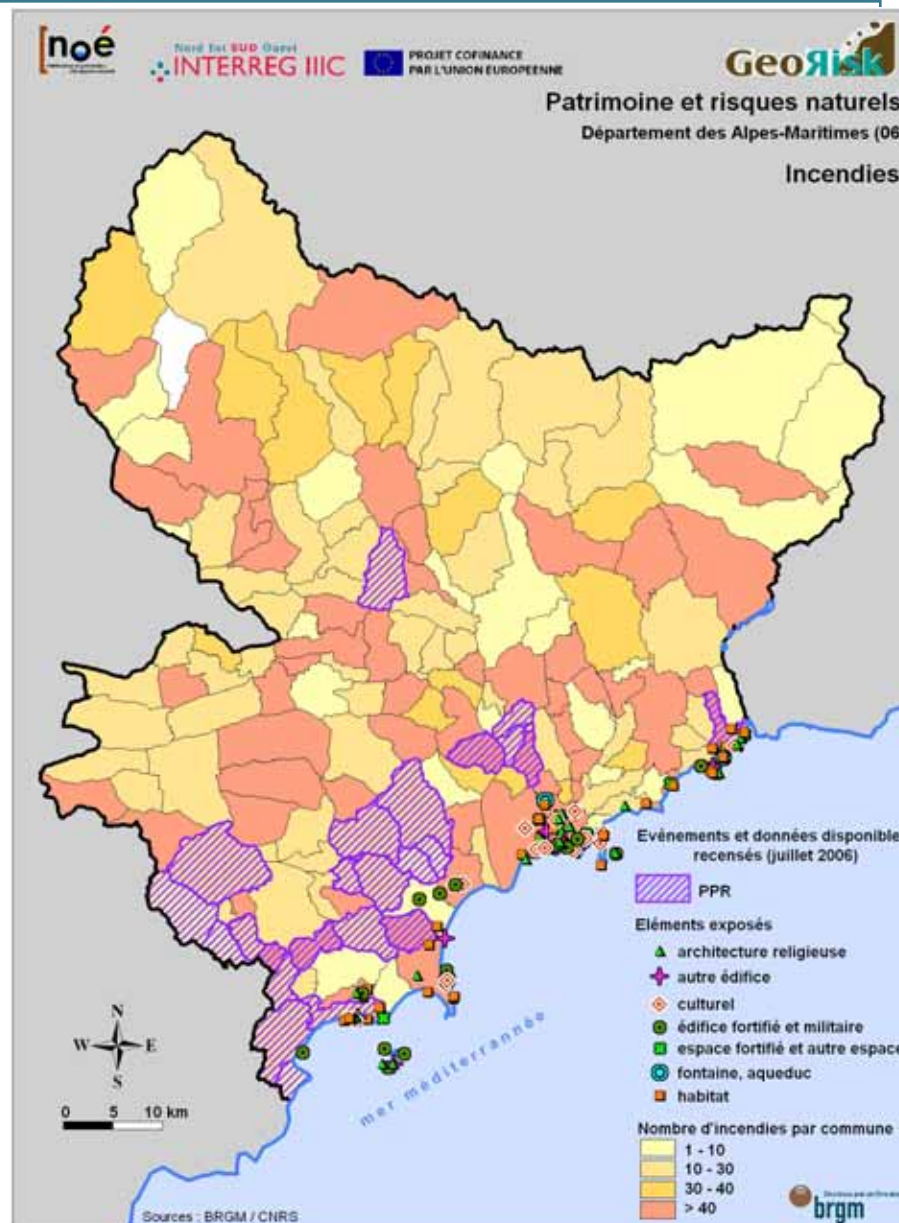 [noé
Nord Est SUD Ouest
INTERREG IIIC
PROJET COFINANCE
PAR L'UNION EUROPEENNE
GeoRisk
Patrimoine et risques naturels
Département des Alpes-Maritimes (06
Incendies
Evénements et données disponible
recensés (juillet 2006)
PPR
Eléments exposés
architecture religieuse
autre édifice
culturel
édifice fortifié et militaire
espace fortifié et autre espace
fontaine, aqueduc
habitat
mer méditerrannée
N
W E
S
0 5 10 km
Nombre d'incendies par commune
1 - 10
10 - 30
30 - 40
> 40
Sources : BRGM / CNRS
brgm